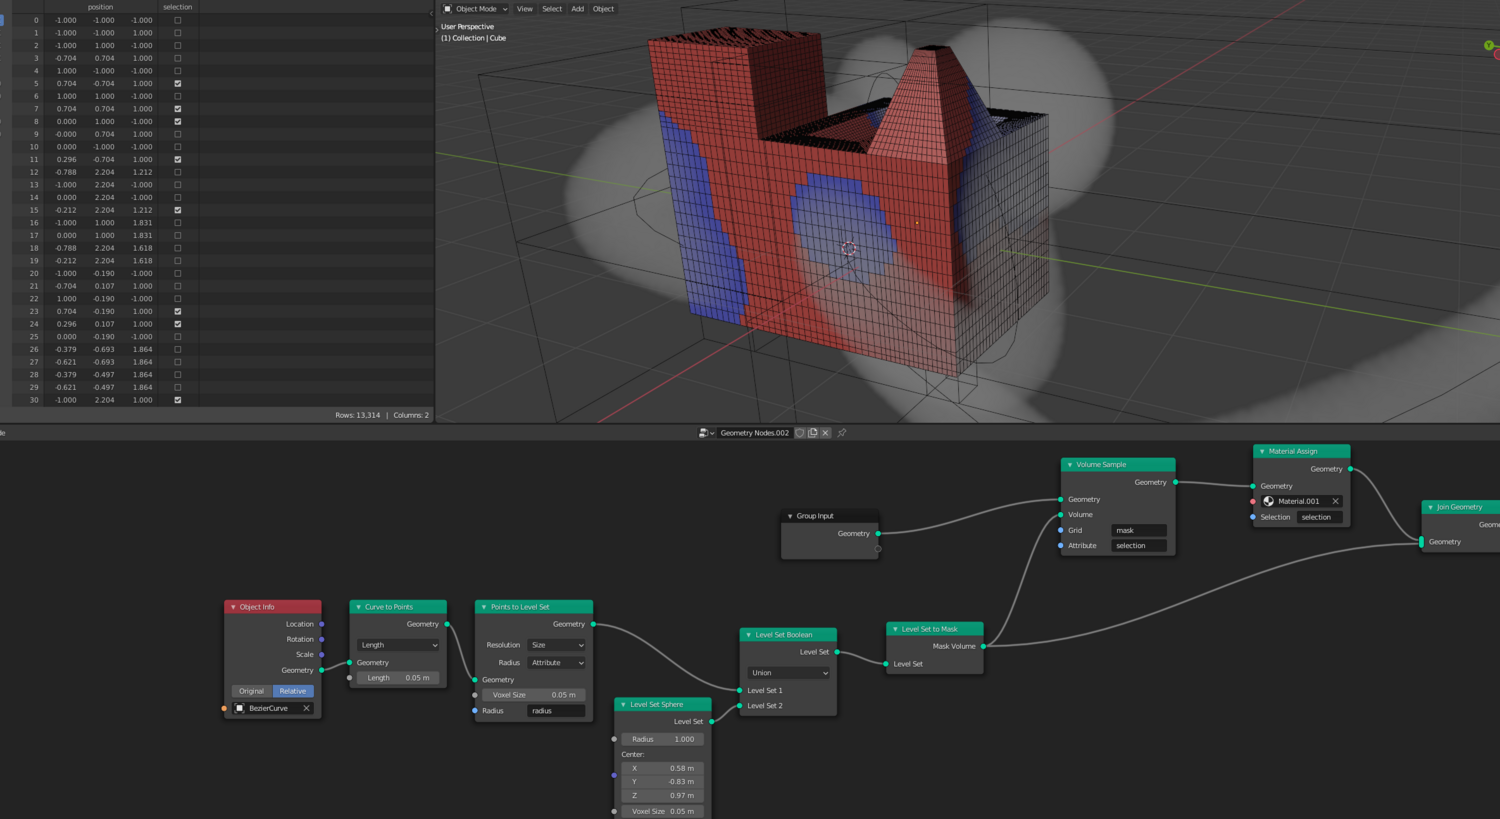 position selection
0 -1.000 -1.000 -1.000
1 -1.000 -1.000 1.000
2 -1.000 1.000 -1.000
3 -0.704 0.704 1.000
4 1.000 -1.000 -1.000
5 0.704 -0.704 1.000
6 1.000 1.000 -1.000
7 0.704 0.704 1.000
8 0.000 1.000 -1.000
9 -0.000 0.704 1.000
10 0.000 -1.000 -1.000
11 0.296 -0.704 1.000
12 -0.788 2.204 1.212
13 -1.000 2.204 -1.000
14 0.000 2.204 -1.000
15 -0.212 2.204 1.212
16 -1.000 1.000 1.831
17 0.000 1.000 1.831
18 -0.788 2.204 1.618
19 -0.212 2.204 1.618
20 -1.000 -0.190 -1.000
21 -0.704 0.107 1.000
22 1.000 -0.190 -1.000
23 0.704 -0.190 1.000
24 0.296 0.107 1.000
25 0.000 -0.190 -1.000
26 -0.379 -0.693 1.864
27 -0.621 -0.693 1.864
28 -0.379 -0.497 1.864
29 -0.621 -0.497 1.864
30 -1.000 2.204 1.000
Rows: 13,314 | Columns: 2
Object Mode View Select Add Object
User Perspective
(1) Collection | Cube
Y
de
Geometry Nodes.002
Group Input
Geometry
Volume Sample
Geometry
Geometry
Volume
Grid mask
Attribute selection
Material Assign
Geometry
Geometry
Material.001
Selection selection
Join Geometry
Geome
Geometry
Object Info
Location
Rotation
Scale
Geometry
Original Relative
BezierCurve
Curve to Points
Geometry
Length
Geometry
Length 0.05 m
Points to Level Set
Geometry
Resolution Size
Radius Attribute
Geometry
Voxel Size 0.05 m
Radius radius
Level Set Sphere
Level Set
Radius 1.000
Center:
X 0.58 m
Y -0.83 m
Z 0.97 m
Voxel Size 0.05 m
Level Set Boolean
Level Set
Union
Level Set 1
Level Set 2
Level Set to Mask
Mask Volume
Level Set